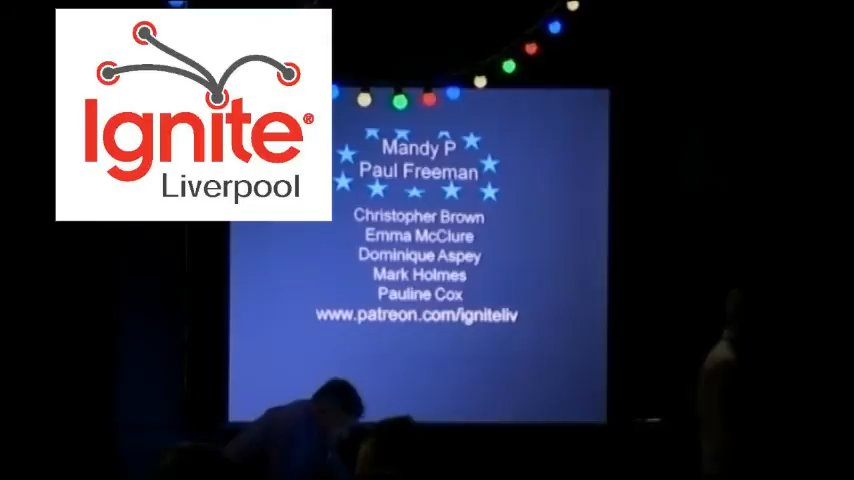 Ignite®
Liverpool
Mandy P
Paul Freeman
Christopher Brown
Emma McClure
Dominique Aspey
Mark Holmes
Pauline Cox
www.patreon.com/igniteliv